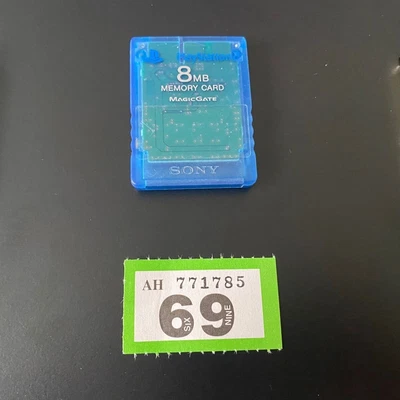 8MB
MEMORY CARD
MAGICGATE
SONY
AH 771785
69
SIX NINE